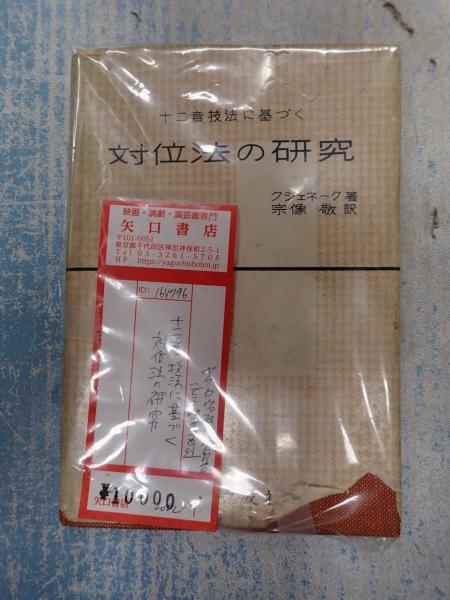 十二音技法に基づく
対位法の研究
クシェネーク著
宗像 敬訳
映画・演劇・演芸書専門
矢口書店
〒101-0051
東京都千代田区神田神保町2-5-1
Tel 03-3261-5708
HP https://yaguchishoten.jp
ID: 164796
十二音技法に基づく
対位法の研究
¥10000
矢口書店